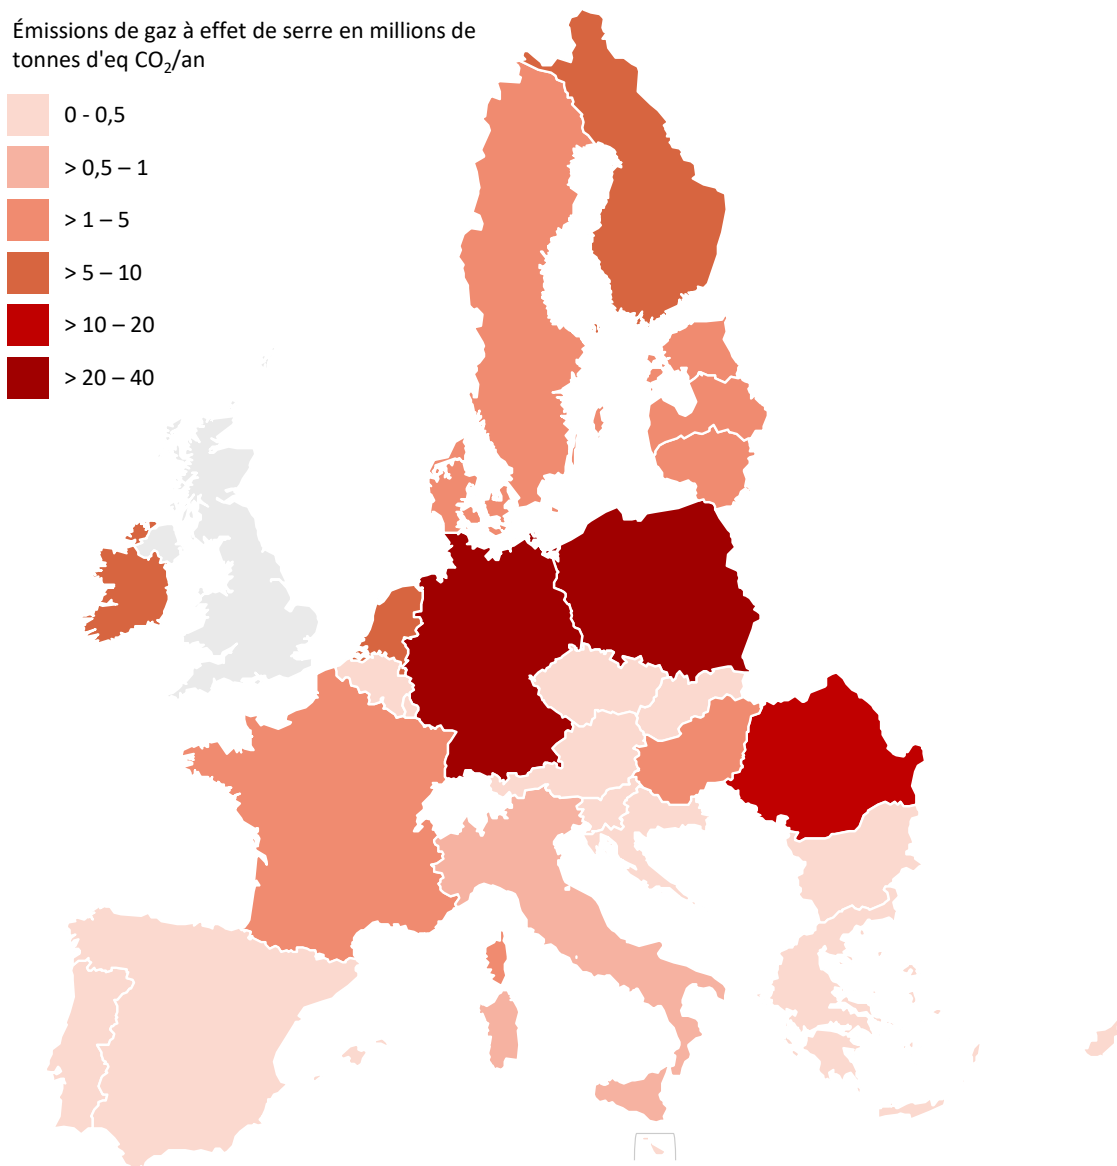 Émissions de gaz à effet de serre en millions de
tonnes d'eq CO₂/an
0 - 0,5
> 0,5 – 1
> 1 – 5
> 5 – 10
> 10 – 20
> 20 – 40